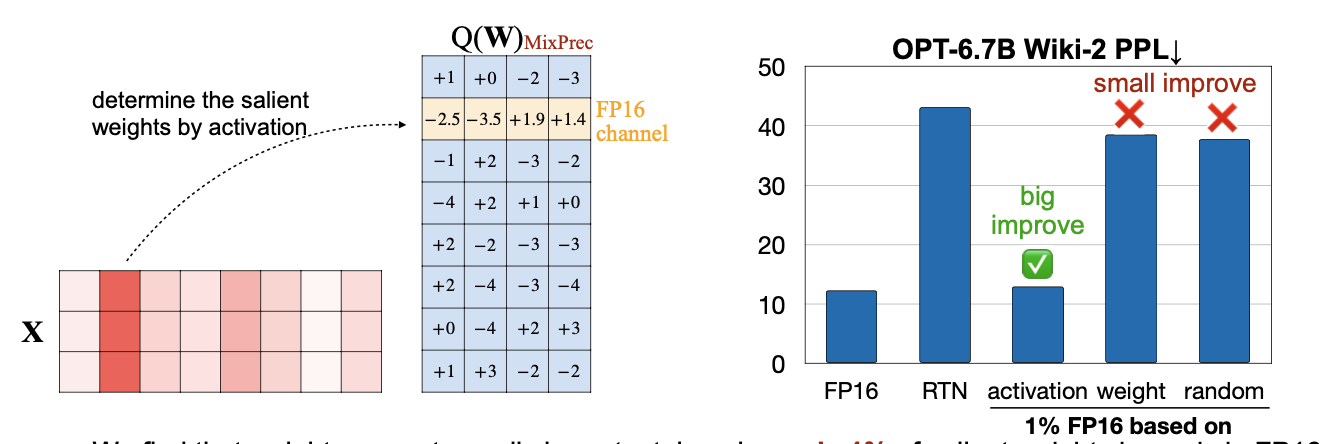 Q(W)MixPrec
determine the salient
weights by activation
+1 +0 −2 −3
−2.5 −3.5 +1.9 +1.4
FP16
channel
−1 +2 −3 −2
−4 +2 +1 +0
+2 −2 −3 −3
+2 −4 −3 −4
+0 −4 +2 +3
+1 +3 −2 −2
X
OPT-6.7B Wiki-2 PPL↓
50
40
30
20
10
0
small improve
big
improve
FP16 RTN activation weight random
1% FP16 based on